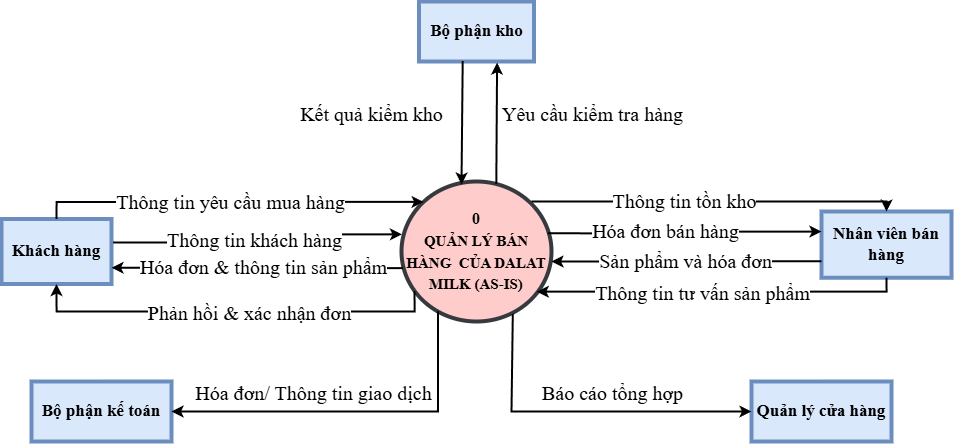 Bộ phận kho
Kết quả kiểm kho
Yêu cầu kiểm tra hàng
Thông tin yêu cầu mua hàng
Thông tin tồn kho
0
Khách hàng
Thông tin khách hàng
QUẢN LÝ BÁN
Hóa đơn bán hàng
Nhân viên bán
hàng
Hóa đơn & thông tin sản phẩm
HÀNG CỦA DALAT
Sản phẩm và hóa đơn
MILK (AS-IS)
Thông tin tư vấn sản phẩm
Phản hồi & xác nhận đơn
Hóa đơn/ Thông tin giao dịch
Báo cáo tổng hợp
Bộ phận kế toán
Quản lý cửa hàng